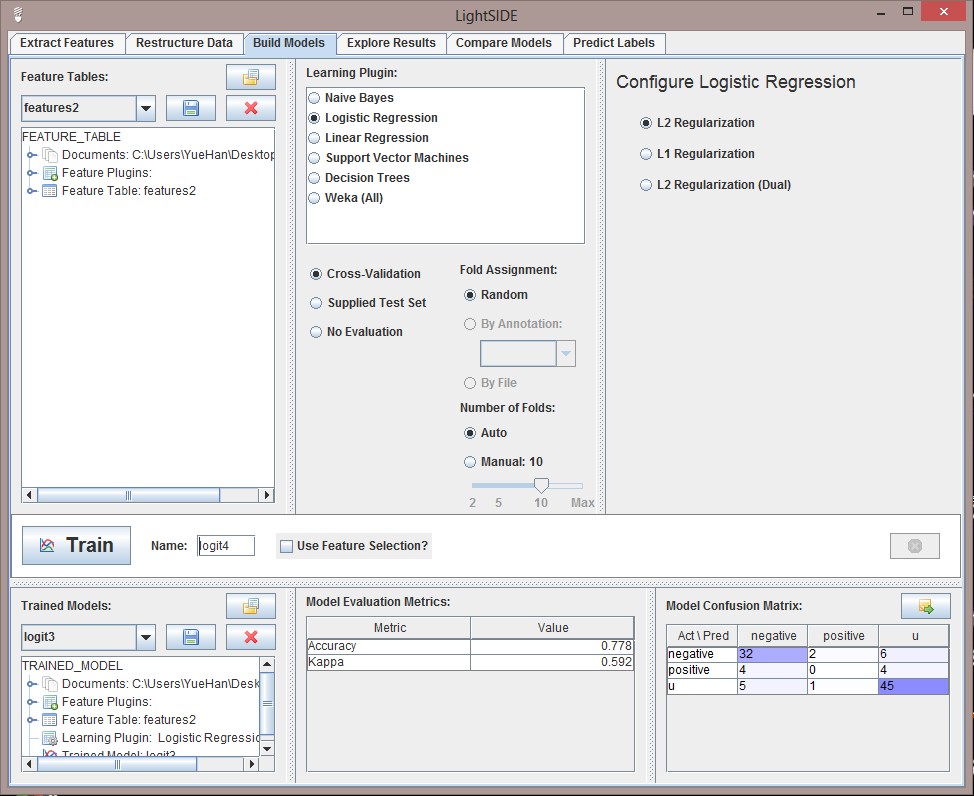 LightSIDE
Extract Features Restructure Data Build Models Explore Results Compare Models Predict Labels
Feature Tables:
features2
FEATURE_TABLE
Documents: C:\Users\YueHan\Desktop
Feature Plugins:
Feature Table: features2
Learning Plugin:
Naive Bayes
Logistic Regression
Linear Regression
Support Vector Machines
Decision Trees
Weka (All)
Cross-Validation
Supplied Test Set
No Evaluation
Fold Assignment:
Random
By Annotation:
By File
Number of Folds:
Auto
Manual: 10
2 5 10 Max
Configure Logistic Regression
L2 Regularization
L1 Regularization
L2 Regularization (Dual)
Train Name: logit4 Use Feature Selection?
Trained Models:
logit3
TRAINED_MODEL
Documents: C:\Users\YueHan\Desk
Feature Plugins:
Feature Table: features2
Learning Plugin: Logistic Regressio
Trained Model: logit3
Model Evaluation Metrics:
Metric Value
Accuracy 0.778
Kappa 0.592
Model Confusion Matrix:
Act \ Pred negative positive u
negative 32 2 6
positive 4 0 4
u 5 1 45